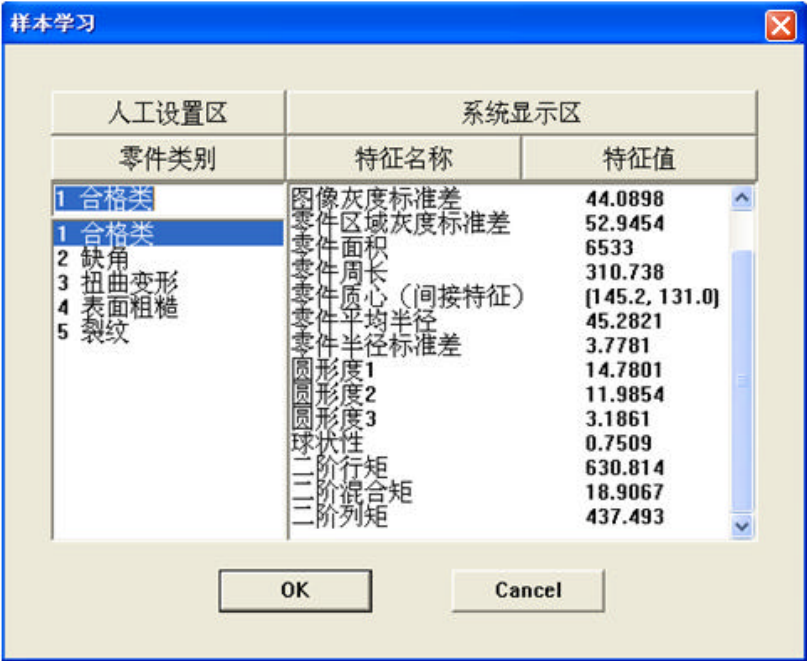 样本学习
人工设置区 系统显示区
零件类别 特征名称 特征值
1 合格类
1 合格类
2 缺角
3 扭曲变形
4 表面粗糙
5 裂纹
图像灰度标准差 44.0898
零件区域灰度标准差 52.9454
零件面积 6533
零件周长 310.738
零件质心（间接特征） (145.2, 131.0)
零件平均半径 45.2821
零件半径标准差 3.7781
圆形度1 14.7801
圆形度2 11.9854
圆形度3 3.1861
球状性 0.7509
二阶行矩 630.814
二阶混合矩 18.9067
二阶列矩 437.493
OK Cancel